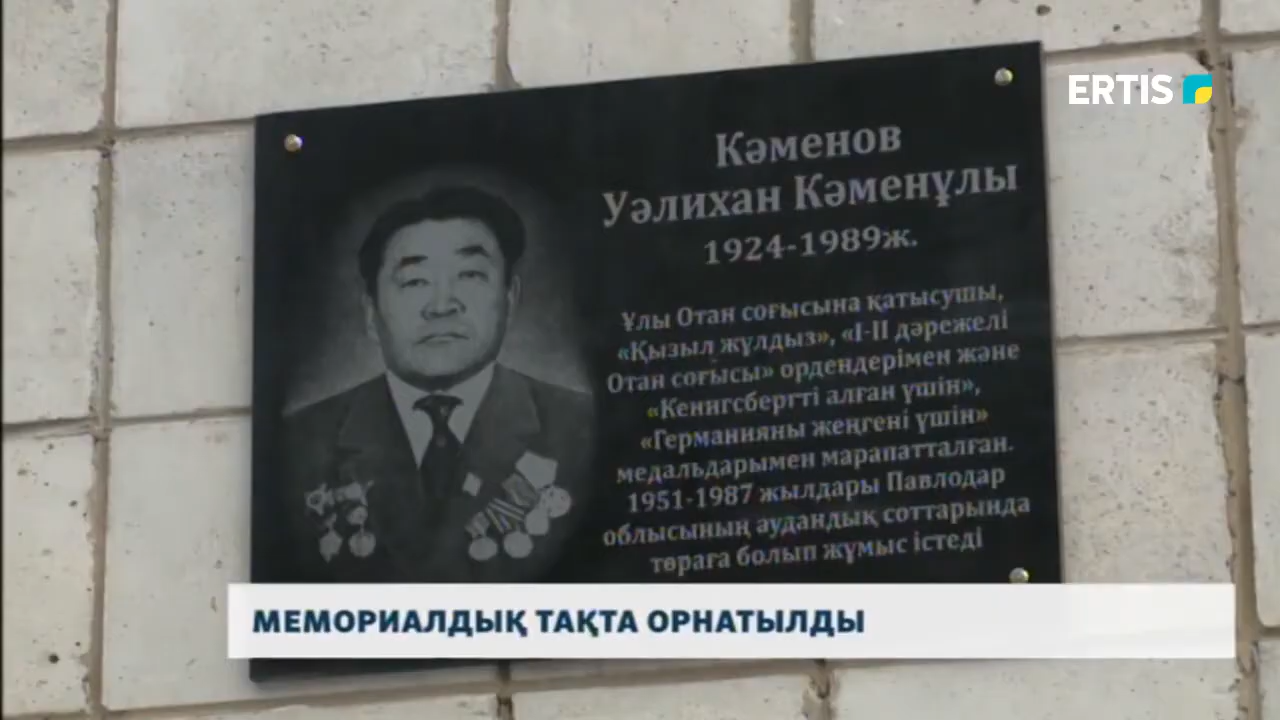 ERTIS
Кәменов
Уәлихан Кәменұлы
1924-1989ж.
Ұлы Отан соғысына қатысушы,
«Қызыл жұлдыз», «І-ІІ дәрежелі
Отан соғысы» ордендерімен және
«Кенигсбергті алған үшін»,
«Германияны жеңгені үшін»
медальдарымен марапатталған.
1951-1987 жылдары Павлодар
облысының аудандық соттарында
төраға болып жұмыс істеді
МЕМОРИАЛДЫҚ ТАҚТА ОРНАТЫЛДЫ